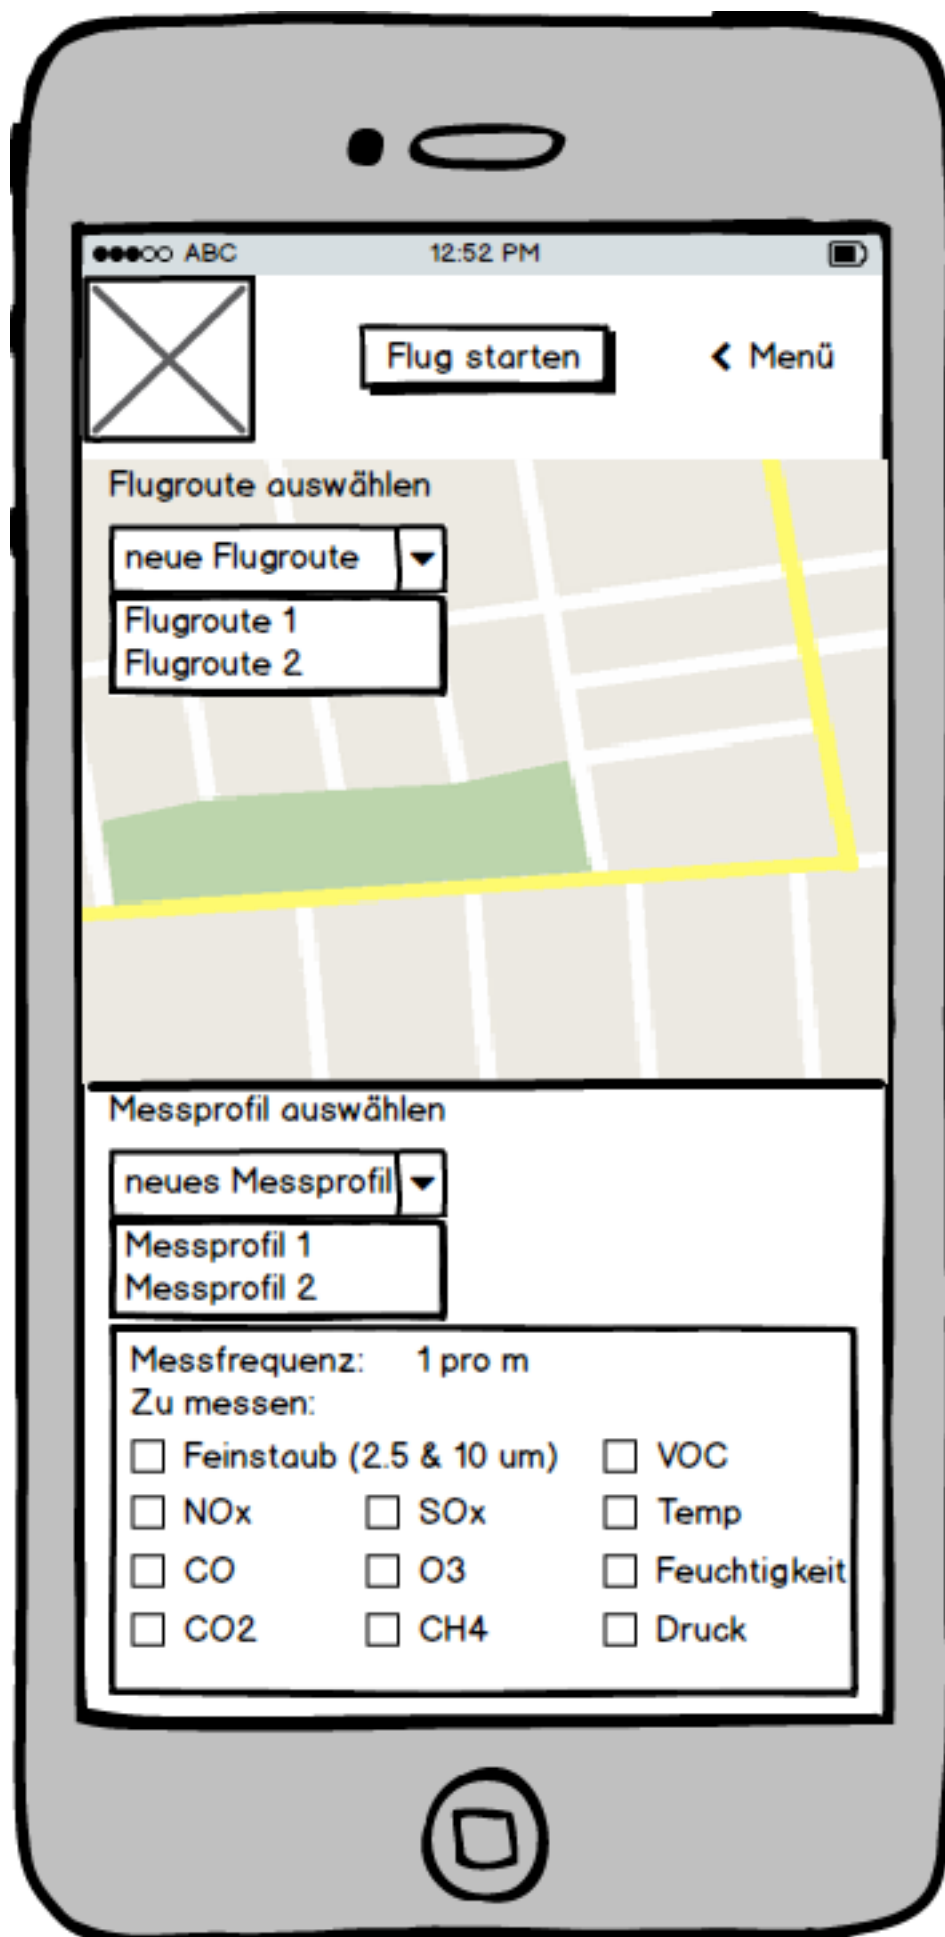 ABC 12:52 PM
Flug starten Menü
Flugroute auswählen
neue Flugroute
Flugroute 1
Flugroute 2
Messprofil auswählen
neues Messprofil
Messprofil 1
Messprofil 2
Messfrequenz: 1 pro m
Zu messen:
Feinstaub (2.5 & 10 um) VOC
NOx SOx Temp
CO O3 Feuchtigkeit
CO2 CH4 Druck